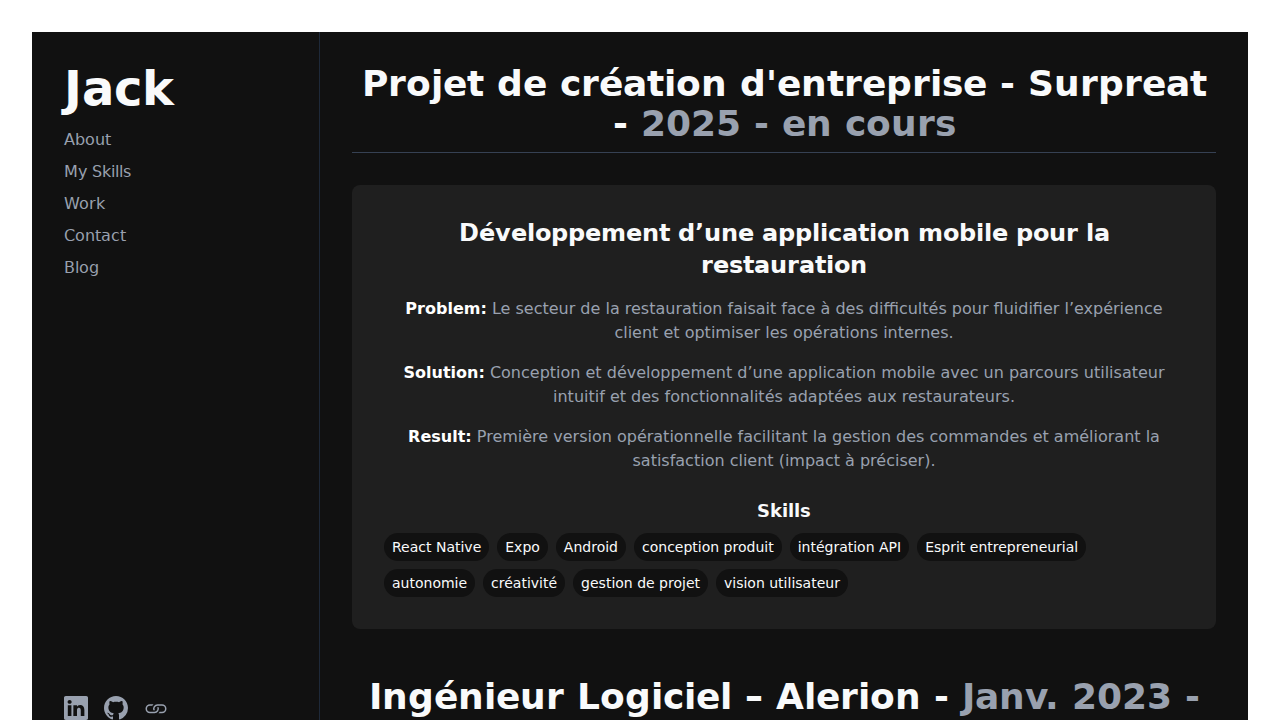 Jack
About
My Skills
Work
Contact
Blog
Projet de création d'entreprise - Surpreat
- 2025 - en cours
Développement d’une application mobile pour la
restauration
Problem: Le secteur de la restauration faisait face à des difficultés pour fluidifier l’expérience
client et optimiser les opérations internes.
Solution: Conception et développement d’une application mobile avec un parcours utilisateur
intuitif et des fonctionnalités adaptées aux restaurateurs.
Result: Première version opérationnelle facilitant la gestion des commandes et améliorant la
satisfaction client (impact à préciser).
Skills
React Native Expo Android conception produit intégration API Esprit entrepreneurial
autonomie créativité gestion de projet vision utilisateur
Ingénieur Logiciel – Alerion - Janv. 2023 -